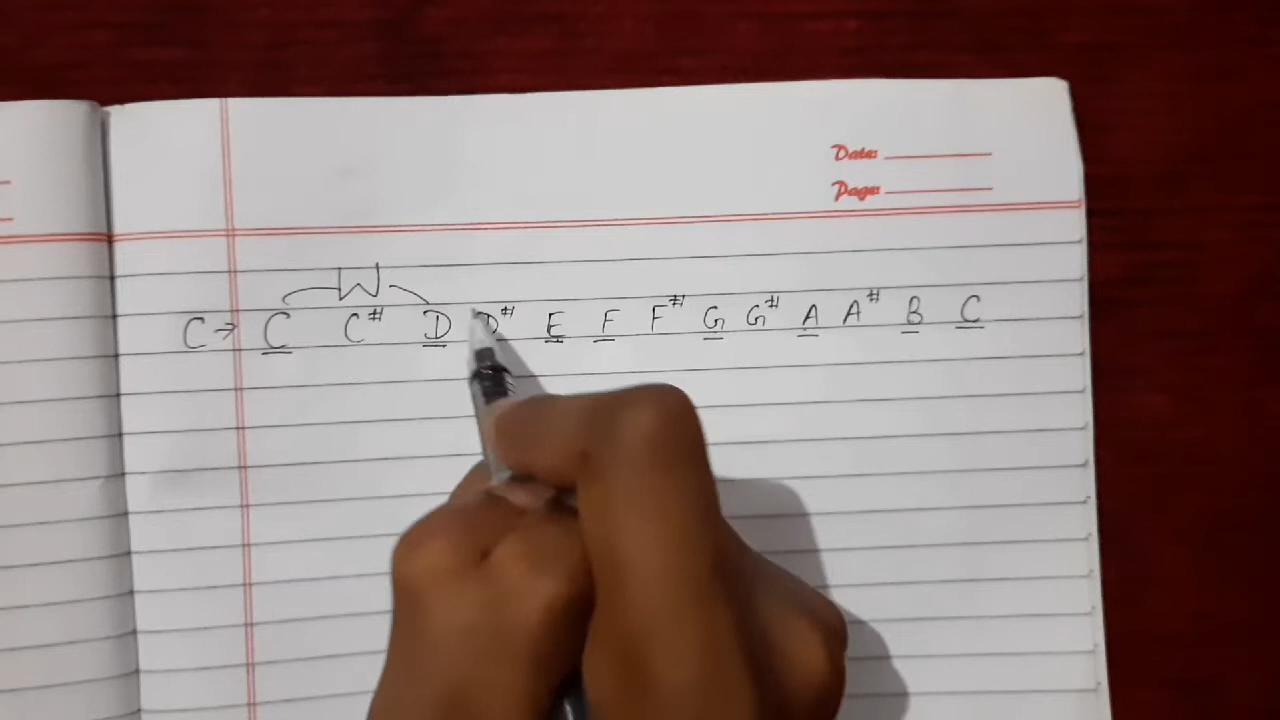 Date:
Page:
W
C → C C# D D# E F F# G G# A A# B C